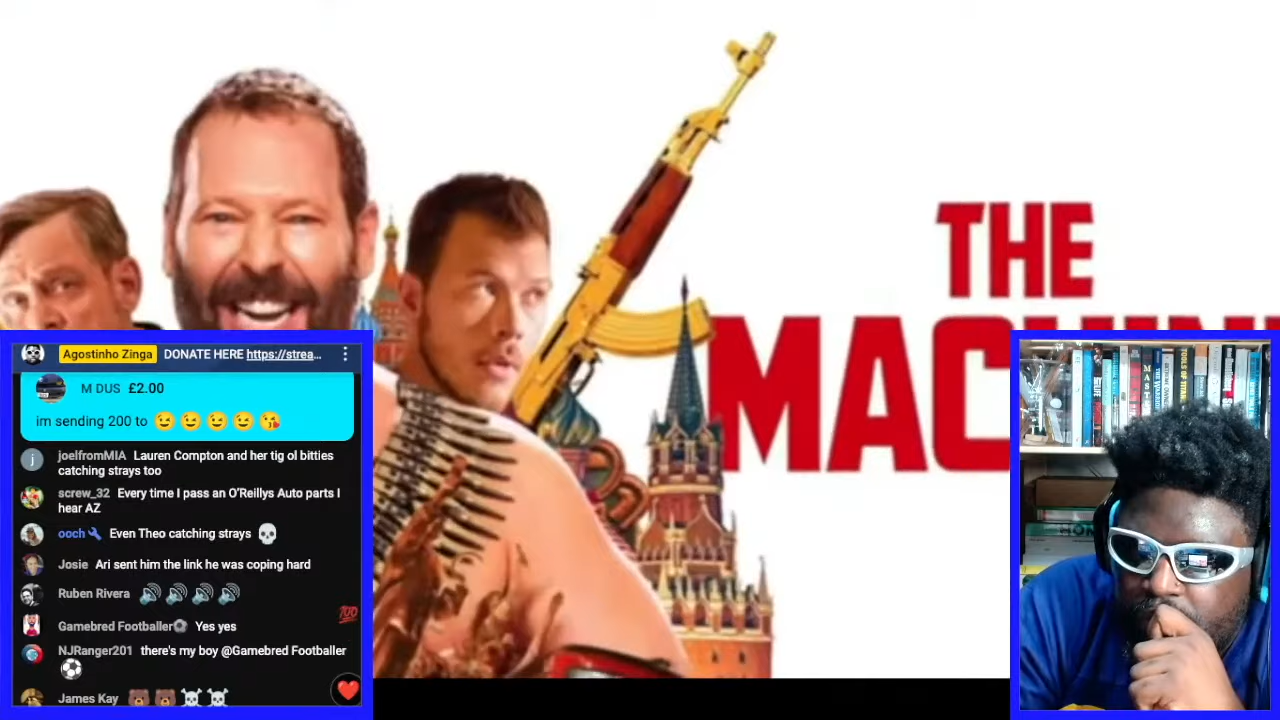 THE
MACHIN
Agostinho Zinga DONATE HERE https://strea...
M DUS £2.00
im sending 200 to 😉 😉 😉 😉 😘
j joelfromMIA Lauren Compton and her tig ol bitties
catching strays too
screw_32 Every time I pass an O'Reillys Auto parts I
hear AZ
ooch Even Theo catching strays 💀
Josie Ari sent him the link he was coping hard
Ruben Rivera 🔊 🔊 🔊 🔊
Gamebred Footballer⚽ Yes yes
💯
NJRanger201 there's my boy @Gamebred Footballer
⚽
James Kay 🐻 🐻 ☠️ ☠️
TOOLS OF